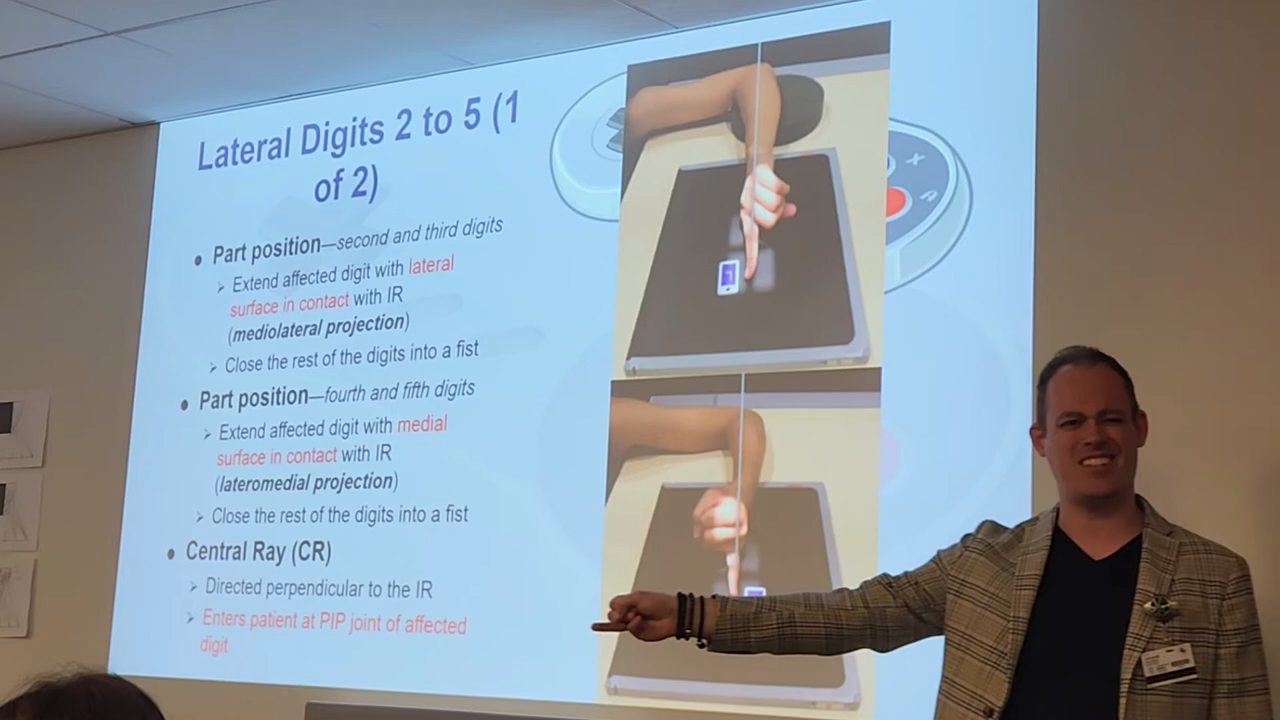 Lateral Digits 2 to 5 (1
of 2)
Part position—second and third digits
Extend affected digit with lateral
surface in contact with IR
(mediolateral projection)
Close the rest of the digits into a fist
Part position—fourth and fifth digits
Extend affected digit with medial
surface in contact with IR
(lateromedial projection)
Close the rest of the digits into a fist
Central Ray (CR)
Directed perpendicular to the IR
Enters patient at PIP joint of affected
digit
X
A